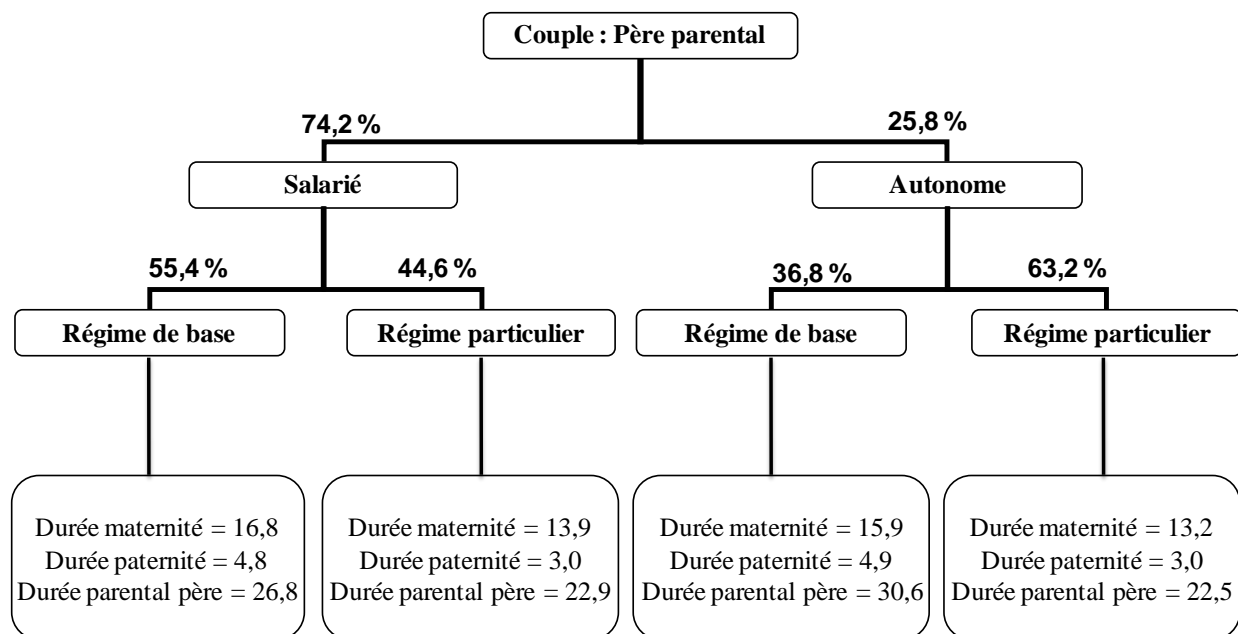 Couple : Père parental
74,2 %
25,8 %
Salarié
Autonome
55,4 %
44,6 %
36,8 %
63,2 %
Régime de base
Régime particulier
Régime de base
Régime particulier
Durée maternité = 16,8
Durée paternité = 4,8
Durée parental père = 26,8
Durée maternité = 13,9
Durée paternité = 3,0
Durée parental père = 22,9
Durée maternité = 15,9
Durée paternité = 4,9
Durée parental père = 30,6
Durée maternité = 13,2
Durée paternité = 3,0
Durée parental père = 22,5